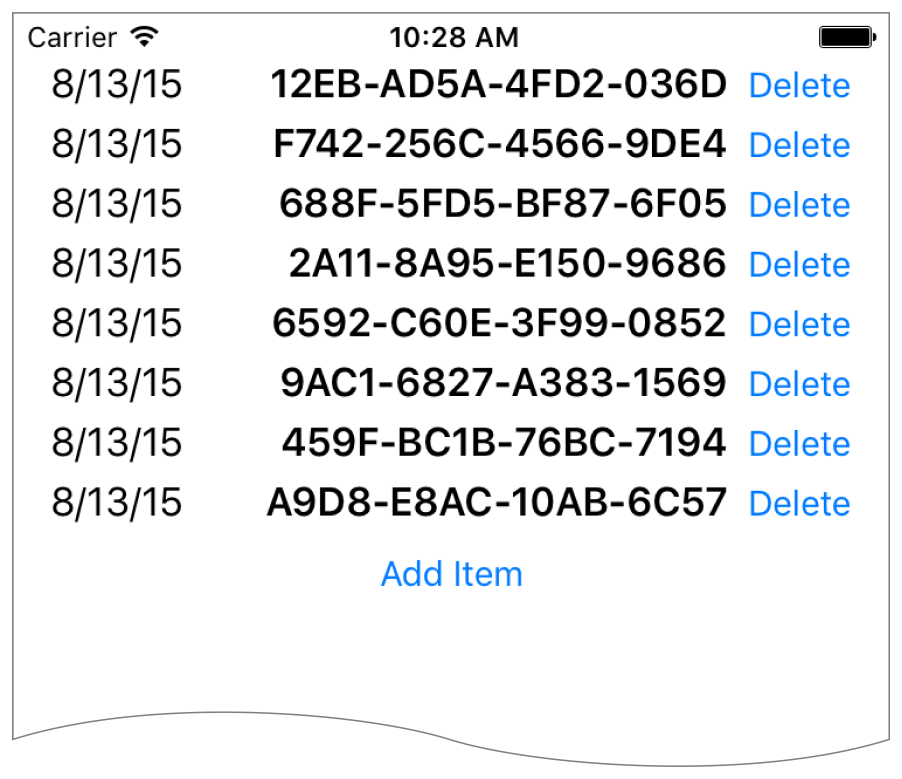 Carrier 10:28 AM
8/13/15 12EB-AD5A-4FD2-036D Delete
8/13/15 F742-256C-4566-9DE4 Delete
8/13/15 688F-5FD5-BF87-6F05 Delete
8/13/15 2A11-8A95-E150-9686 Delete
8/13/15 6592-C60E-3F99-0852 Delete
8/13/15 9AC1-6827-A383-1569 Delete
8/13/15 459F-BC1B-76BC-7194 Delete
8/13/15 A9D8-E8AC-10AB-6C57 Delete
Add Item